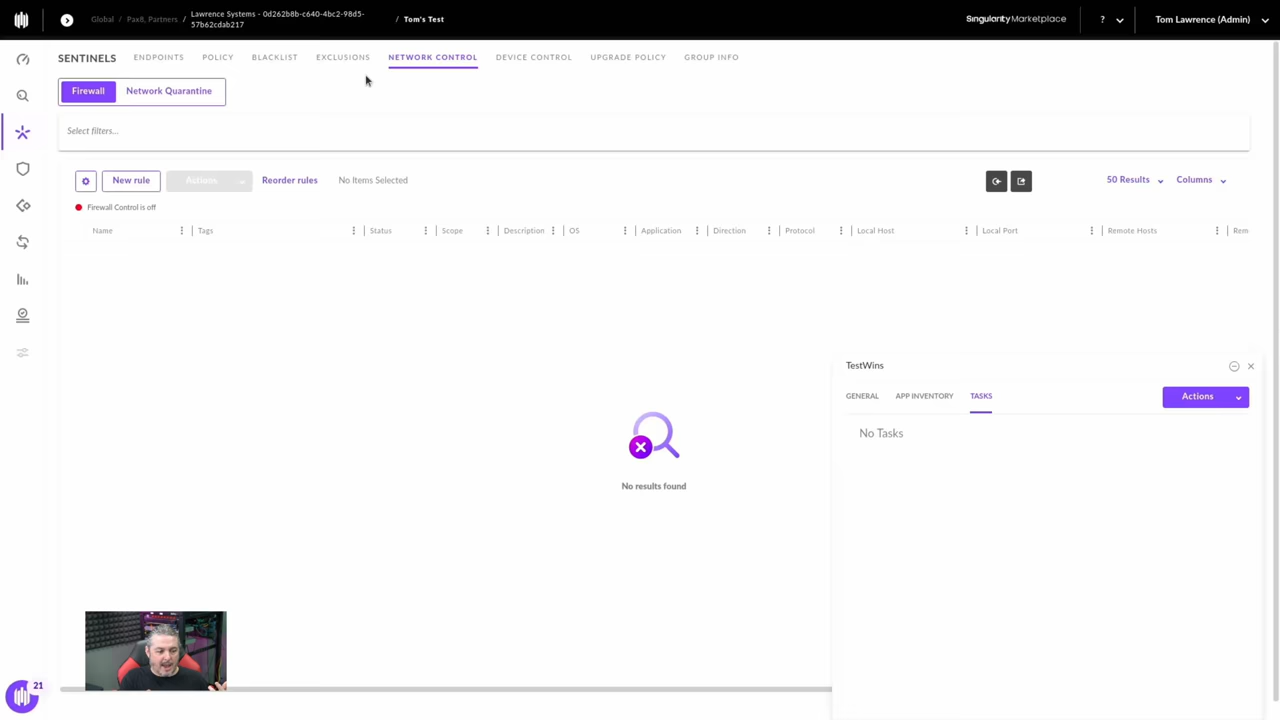 Global / Pax8, Partners / Lawrence Systems - 0d262b8b-c640-4bc2-98d5-
57b62cdab217 / Tom's Test
Singularity Marketplace
?
Tom Lawrence (Admin)
SENTINELS ENDPOINTS POLICY BLACKLIST EXCLUSIONS NETWORK CONTROL DEVICE CONTROL UPGRADE POLICY GROUP INFO
Firewall Network Quarantine
Select filters...
New rule Actions Reorder rules No Items Selected 50 Results Columns
Firewall Control is off
Name Tags Status Scope Description OS Application Direction Protocol Local Host Local Port Remote Hosts Rem
No results found
TestWins
GENERAL APP INVENTORY TASKS Actions
No Tasks
21